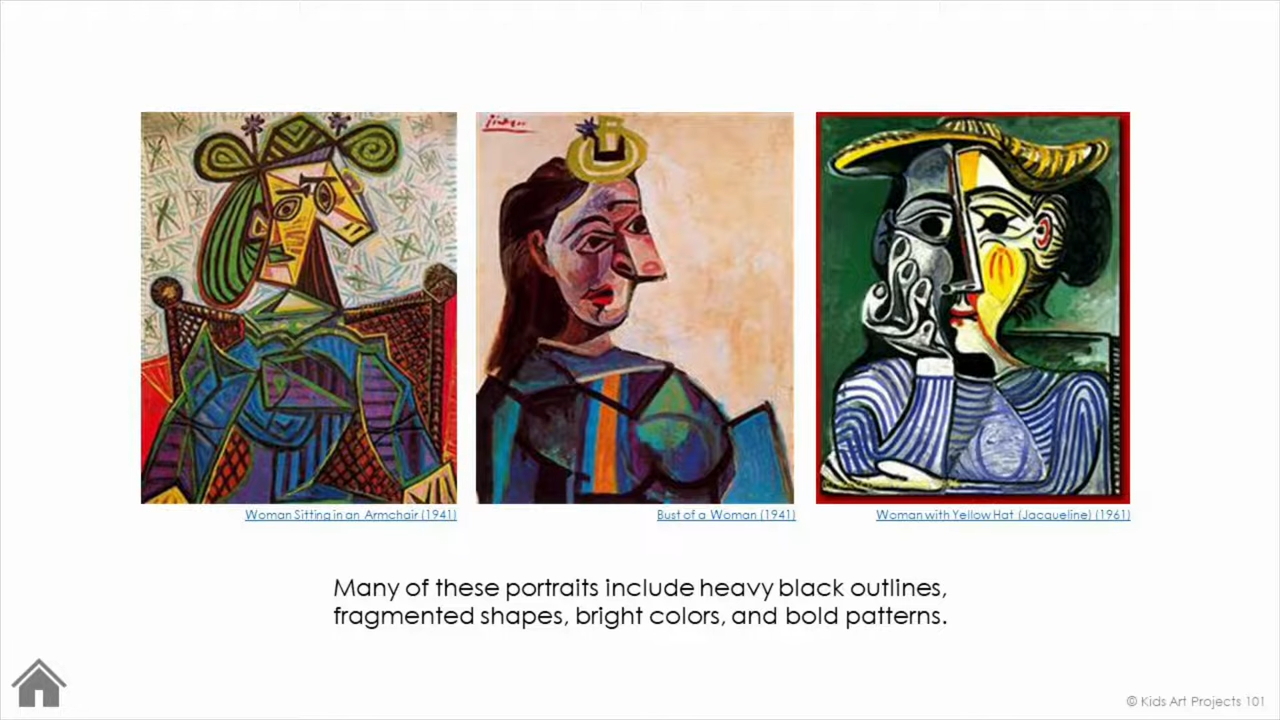 Picasso
Woman Sitting in an Armchair (1941)
Bust of a Woman (1941)
Woman with Yellow Hat (Jacqueline) (1961)
Many of these portraits include heavy black outlines,
fragmented shapes, bright colors, and bold patterns.
© Kids Art Projects 101